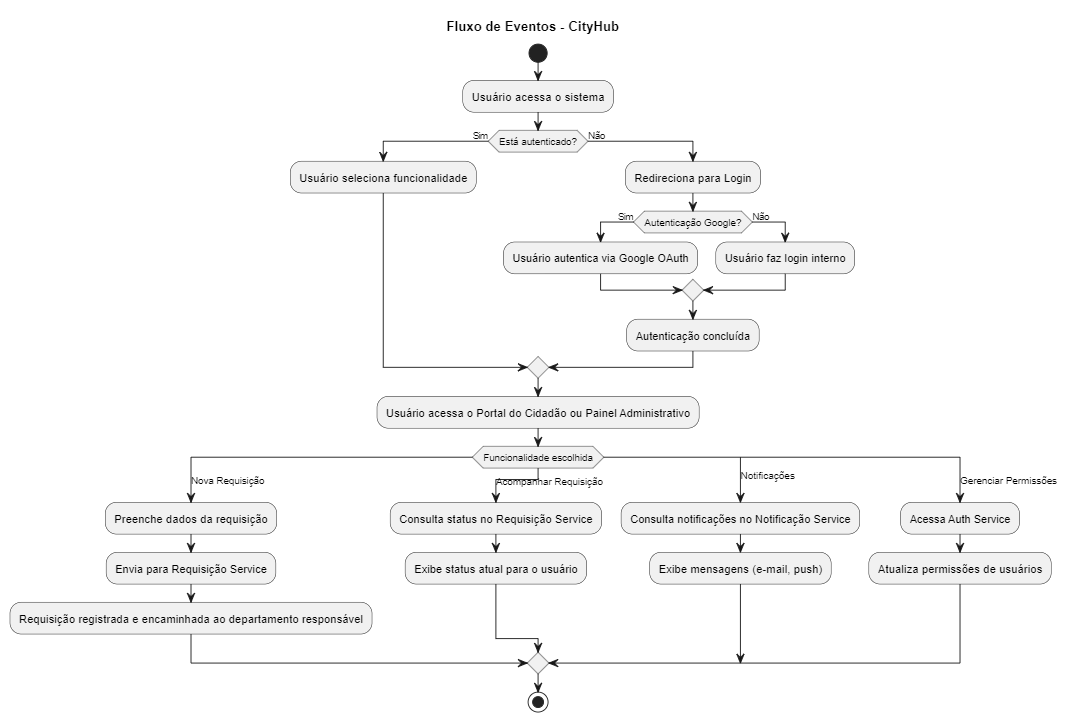 Fluxo de Eventos - CityHub
Usuário acessa o sistema
Sim
Está autenticado?
Não
Usuário seleciona funcionalidade
Redireciona para Login
Sim
Autenticação Google?
Não
Usuário autentica via Google OAuth
Usuário faz login interno
Autenticação concluída
Usuário acessa o Portal do Cidadão ou Painel Administrativo
Funcionalidade escolhida
Nova Requisição
Acompanhar Requisição
Notificações
Gerenciar Permissões
Preenche dados da requisição
Consulta status no Requisição Service
Consulta notificações no Notificação Service
Acessa Auth Service
Envia para Requisição Service
Exibe status atual para o usuário
Exibe mensagens (e-mail, push)
Atualiza permissões de usuários
Requisição registrada e encaminhada ao departamento responsável